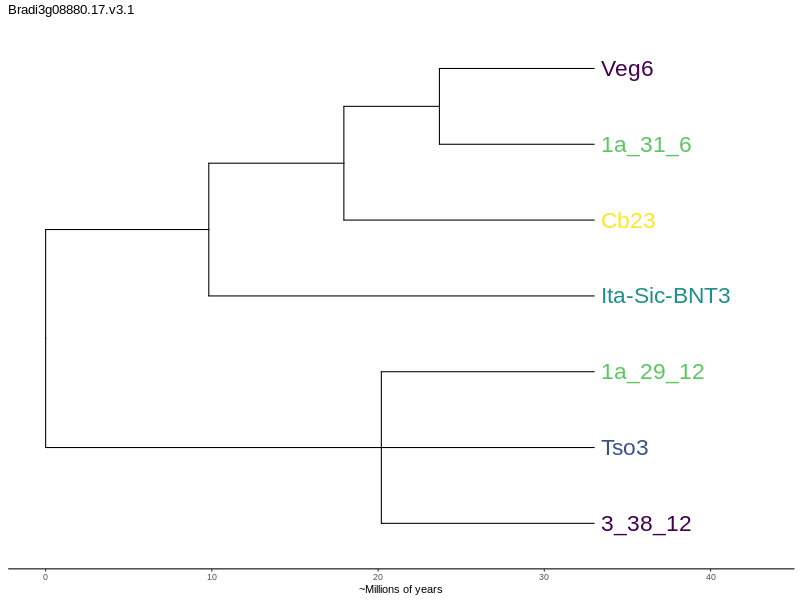 Bradi3g08880.17.v3.1
Veg6
1a_31_6
Cb23
Ita-Sic-BNT3
1a_29_12
Tso3
3_38_12
0 10 20 30 40
~Millions of years